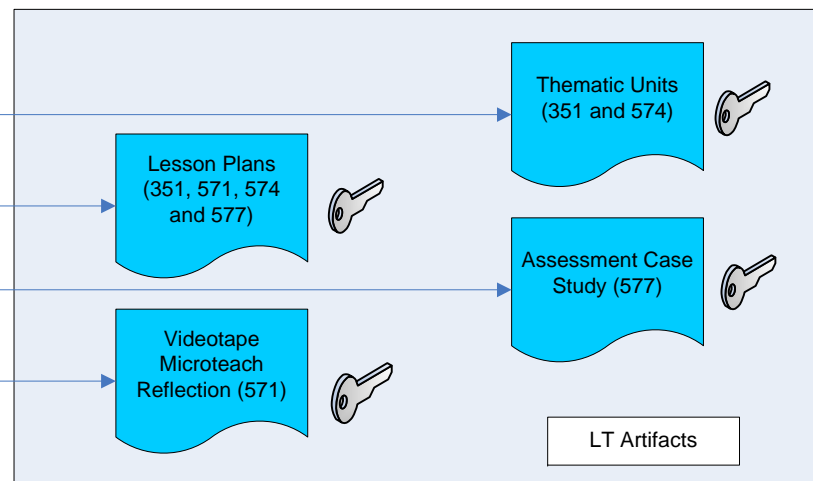 Thematic Units
(351 and 574)
Lesson Plans
(351, 571, 574
and 577)
Assessment Case
Study (577)
Videotape
Microteach
Reflection (571)
LT Artifacts